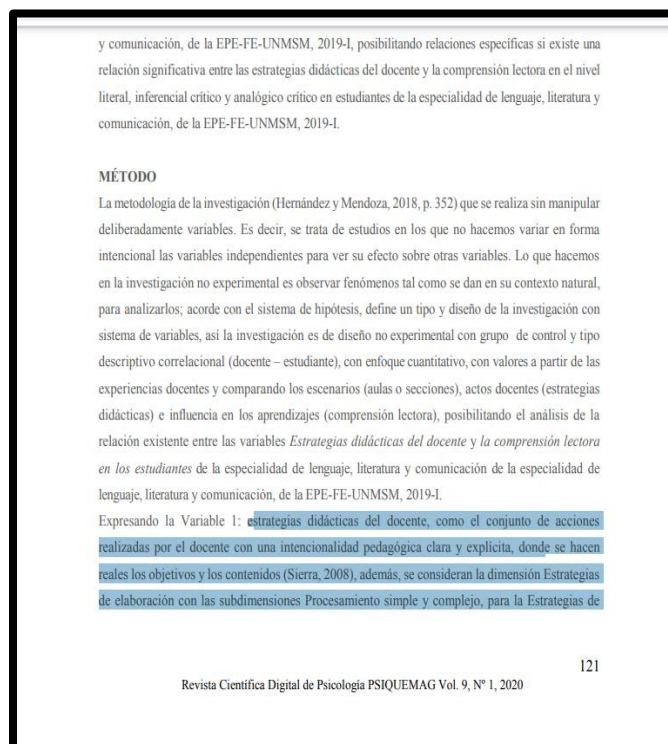 y comunicación, de la EPE-FE-UNMSM, 2019-I, posibilitando relaciones específicas si existe una
relación significativa entre las estrategias didácticas del docente y la comprensión lectora en el nivel
literal, inferencial crítico y analógico crítico en estudiantes de la especialidad de lenguaje, literatura y
comunicación, de la EPE-FE-UNMSM, 2019-I.
MÉTODO
La metodología de la investigación (Hernández y Mendoza, 2018, p. 352) que se realiza sin manipular
deliberadamente variables. Es decir, se trata de estudios en los que no hacemos variar en forma
intencional las variables independientes para ver su efecto sobre otras variables. Lo que hacemos
en la investigación no experimental es observar fenómenos tal como se dan en su contexto natural,
para analizarlos; acorde con el sistema de hipótesis, define un tipo y diseño de la investigación con
sistema de variables, así la investigación es de diseño no experimental con grupo de control y tipo
descriptivo correlacional (docente – estudiante), con enfoque cuantitativo, con valores a partir de las
experiencias docentes y comparando los escenarios (aulas o secciones), actos docentes (estrategias
didácticas) e influencia en los aprendizajes (comprensión lectora), posibilitando el análisis de la
relación existente entre las variables Estrategias didácticas del docente y la comprensión lectora
en los estudiantes de la especialidad de lenguaje, literatura y comunicación de la especialidad de
lenguaje, literatura y comunicación, de la EPE-FE-UNMSM, 2019-I.
Expresando la Variable 1: estrategias didácticas del docente, como el conjunto de acciones
realizadas por el docente con una intencionalidad pedagógica clara y explícita, donde se hacen
reales los objetivos y los contenidos (Sierra, 2008), además, se consideran la dimensión Estrategias
de elaboración con las subdimensiones Procesamiento simple y complejo, para la Estrategias de
121
Revista Científica Digital de Psicología PSIQUEMAG Vol. 9, Nº 1, 2020